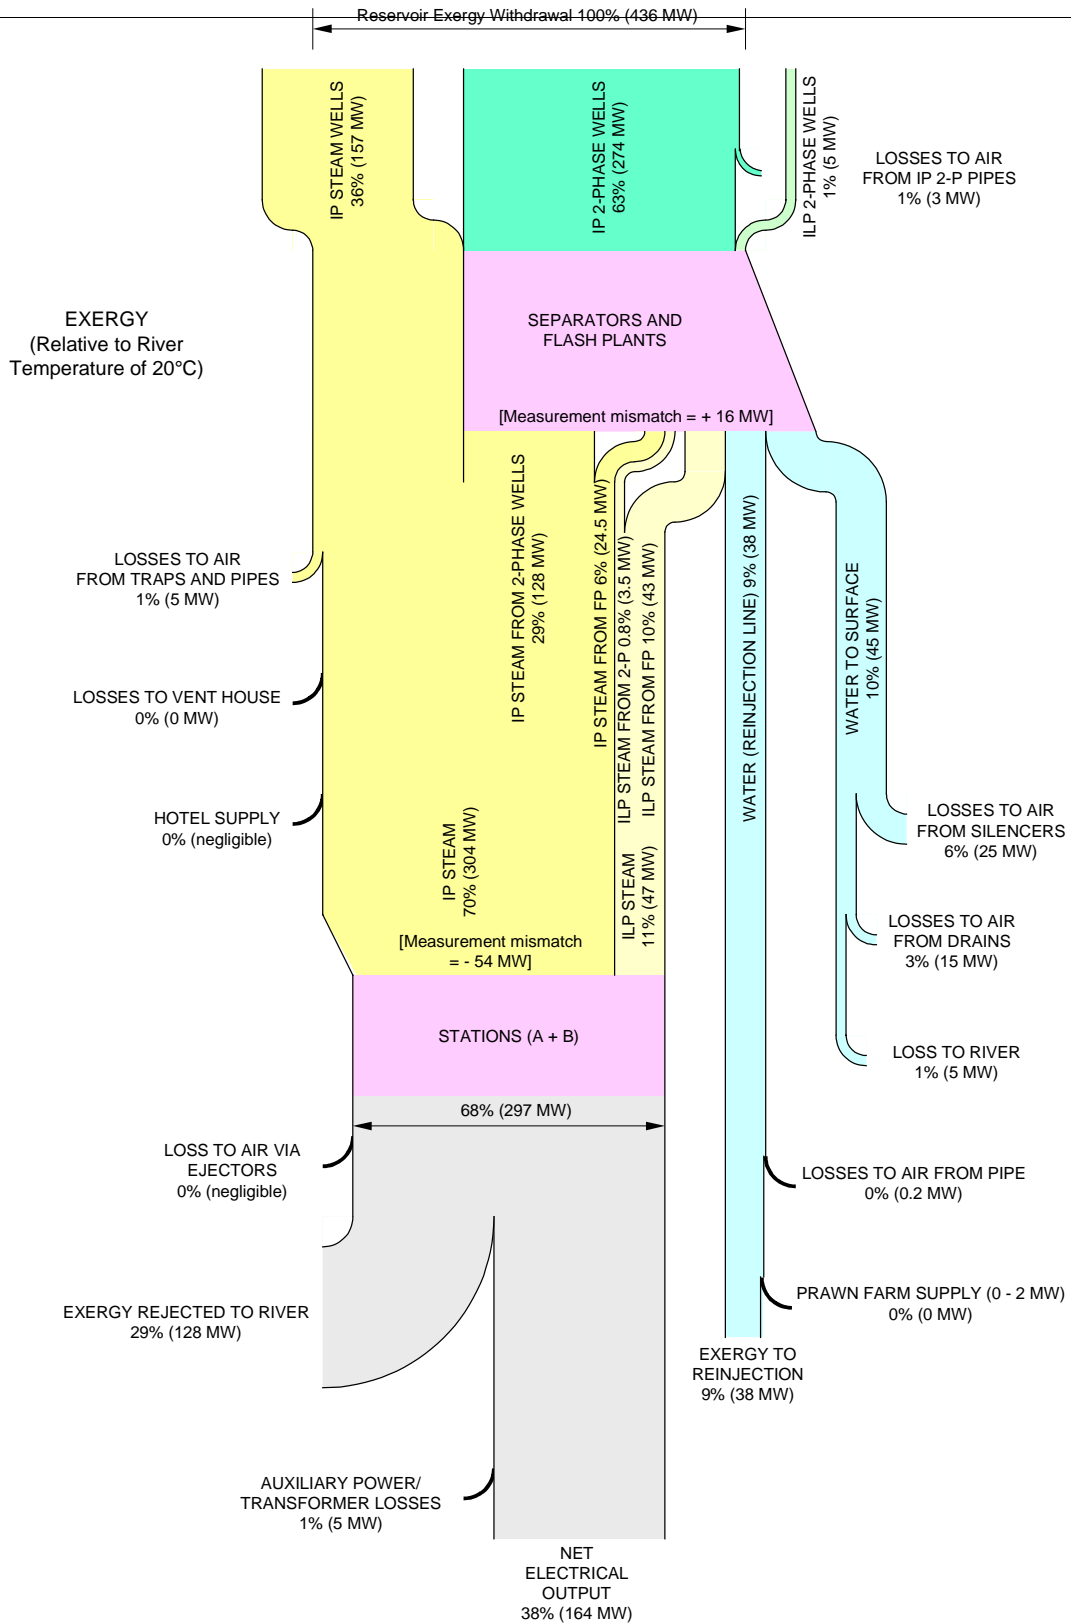 Reservoir Exergy Withdrawal 100% (436 MW)
IP STEAM WELLS
36% (157 MW)
IP 2-PHASE WELLS
63% (274 MW)
ILP 2-PHASE WELLS
1% (5 MW)
LOSSES TO AIR
FROM IP 2-P PIPES
1% (3 MW)
EXERGY
(Relative to River
Temperature of 20°C)
SEPARATORS AND
FLASH PLANTS
[Measurement mismatch = + 16 MW]
IP STEAM FROM 2-PHASE WELLS
29% (128 MW)
IP STEAM FROM FP 6% (24.5 MW)
ILP STEAM FROM 2-P 0.8% (3.5 MW)
ILP STEAM FROM FP 10% (43 MW)
WATER (REINJECTION LINE) 9% (38 MW)
WATER TO SURFACE
10% (45 MW)
LOSSES TO AIR
FROM TRAPS AND PIPES
1% (5 MW)
LOSSES TO VENT HOUSE
0% (0 MW)
HOTEL SUPPLY
0% (negligible)
IP STEAM
70% (304 MW)
ILP STEAM
11% (47 MW)
LOSSES TO AIR
FROM SILENCERS
6% (25 MW)
[Measurement mismatch
= - 54 MW]
LOSSES TO AIR
FROM DRAINS
3% (15 MW)
STATIONS (A + B)
LOSS TO RIVER
1% (5 MW)
68% (297 MW)
LOSS TO AIR VIA
EJECTORS
0% (negligible)
LOSSES TO AIR FROM PIPE
0% (0.2 MW)
EXERGY REJECTED TO RIVER
29% (128 MW)
PRAWN FARM SUPPLY (0 - 2 MW)
0% (0 MW)
EXERGY TO
REINJECTION
9% (38 MW)
AUXILIARY POWER/
TRANSFORMER LOSSES
1% (5 MW)
NET
ELECTRICAL
OUTPUT
38% (164 MW)